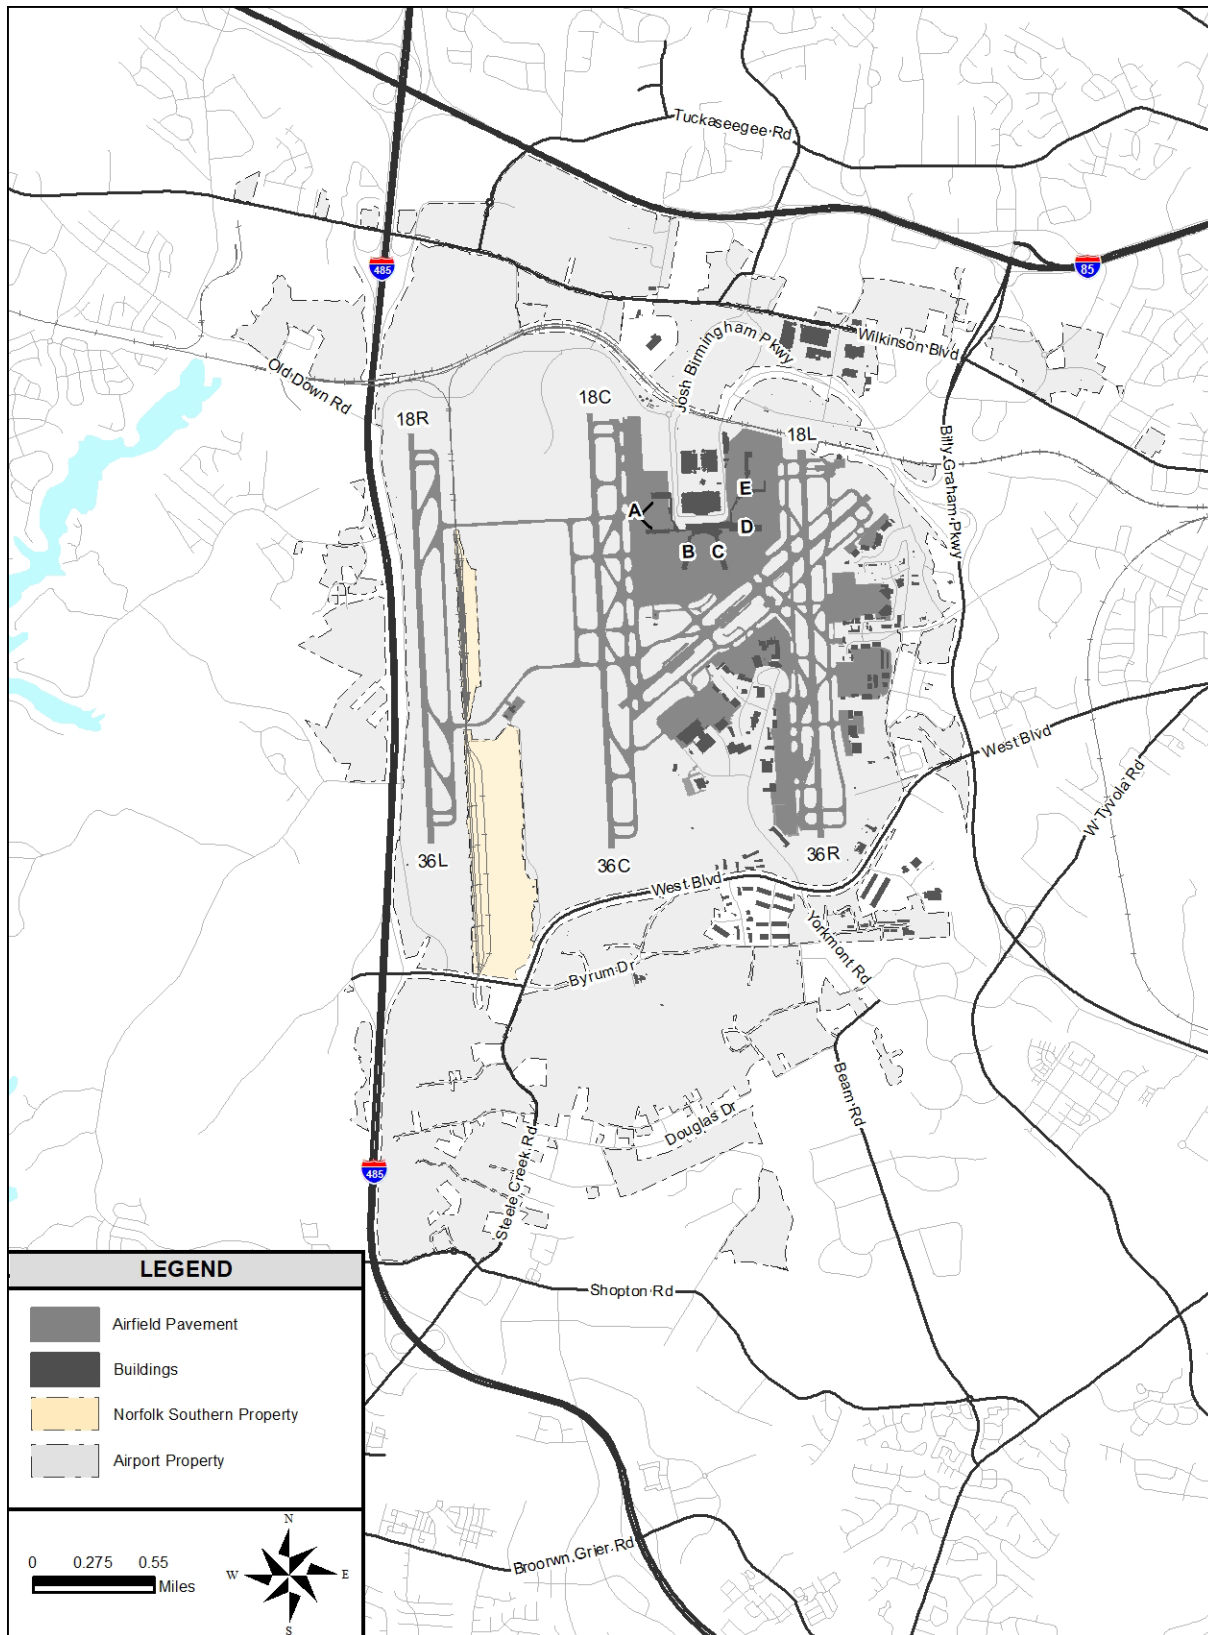 Tuckaseegee Rd
485
85
Josh Birmingham Pkwy
Wilkinson Blvd
Old Down Rd
18C
18R
18L
Billy Graham Pkwy
E
A
D
B
C
West Blvd
W Tyvola Rd
36L
36C
36R
West Blvd
Yorkmont Rd
Byrum Dr
Beam Rd
Douglas Dr
Steele Creek Rd
485
Shopton Rd
LEGEND
Airfield Pavement
Buildings
Norfolk Southern Property
Airport Property
0 0.275 0.55
Miles
N
W E
S
Broorwn Grier Rd